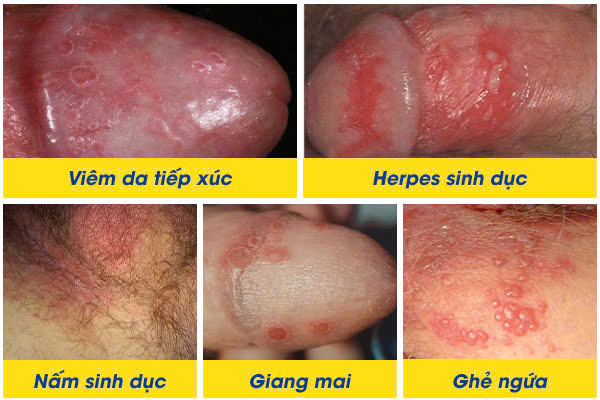 Viêm da tiếp xúc
Herpes sinh dục
Nấm sinh dục
Giang mai
Ghẻ ngứa